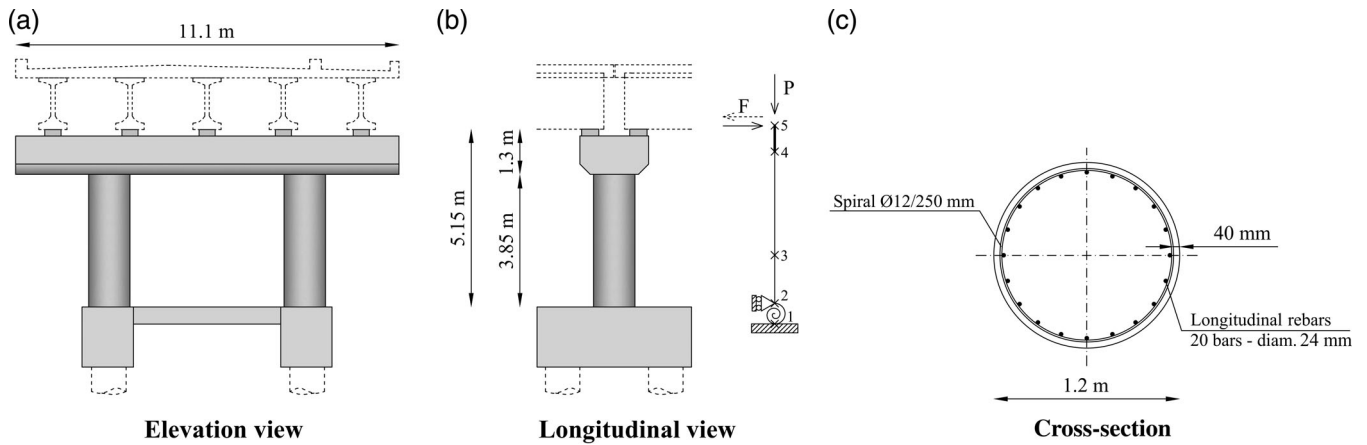 (a)
11.1 m
Elevation view
(b)
5.15 m
1.3 m
3.85 m
P
F
5
4
3
2
1
Longitudinal view
(c)
Spiral Ø12/250 mm
40 mm
Longitudinal rebars
20 bars - diam. 24 mm
1.2 m
Cross-section